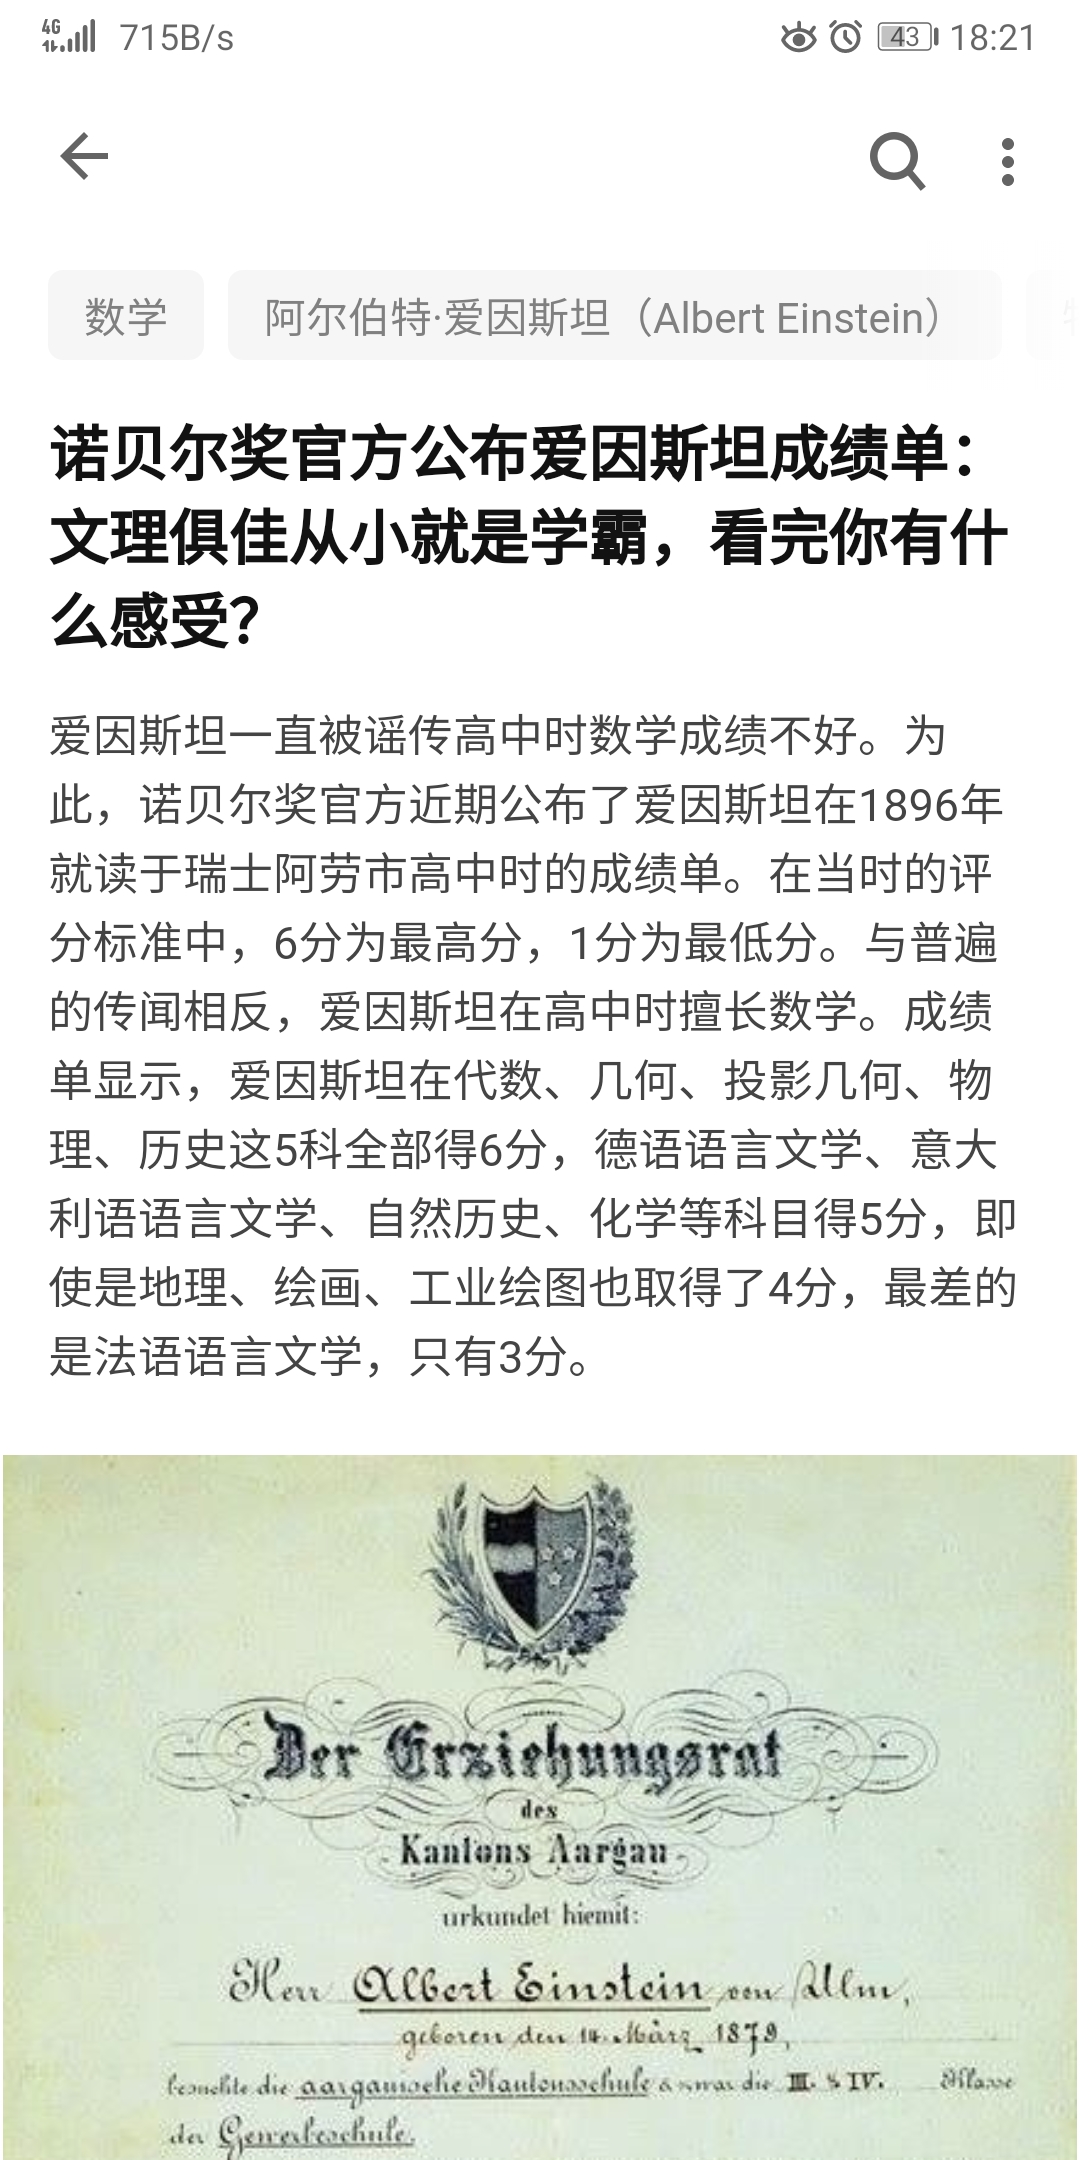 4G 715B/s 43 18:21
数学 阿尔伯特·爱因斯坦（Albert Einstein）
诺贝尔奖官方公布爱因斯坦成绩单：
文理俱佳从小就是学霸，看完你有什
么感受？
爱因斯坦一直被谣传高中时数学成绩不好。为
此，诺贝尔奖官方近期公布了爱因斯坦在1896年
就读于瑞士阿劳市高中时的成绩单。在当时的评
分标准中，6分为最高分，1分为最低分。与普遍
的传闻相反，爱因斯坦在高中时擅长数学。成绩
单显示，爱因斯坦在代数、几何、投影几何、物
理、历史这5科全部得6分，德语语言文学、意大
利语语言文学、自然历史、化学等科目得5分，即
使是地理、绘画、工业绘图也取得了4分，最差的
是法语语言文学，只有3分。
Der Erziehungsrat
des
Kantons Aargau
urkundet hiemit:
Herr Albert Einstein von Ulm,
geboren den 14. März 1879,
besuchte die aargauische Kantonsschule & zwar die III. & IV. Klasse
der Gewerbeschule.